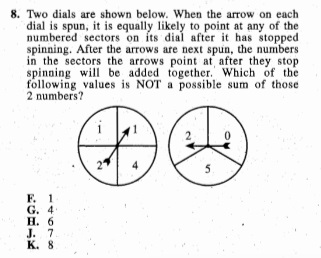 8. Two dials are shown below. When the arrow on each
dial is spun, it is equally likely to point at any of the
numbered sectors on its dial after it has stopped
spinning. After the arrows are next spun, the numbers
in the sectors the arrows point at after they stop
spinning will be added together. Which of the
following values is NOT a possible sum of those
2 numbers?
1 1 2 0
2 4 5
F. 1
G. 4
H. 6
J. 7
K. 8